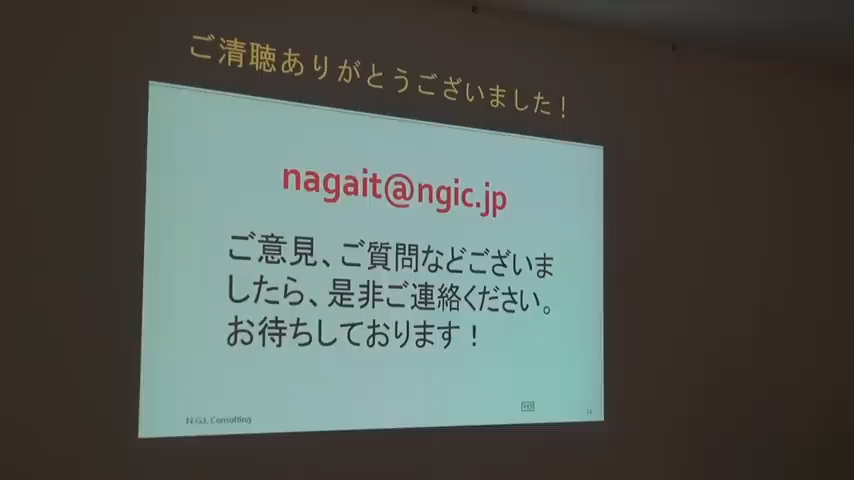 ご清聴ありがとうございました！
nagait@ngic.jp
ご意見、ご質問などございま
したら、是非ご連絡ください。
お待ちしております！
N.G.I. Consulting